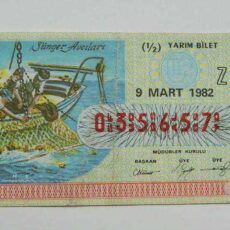 Sünger Avcıları
(½) YARIM BİLET
Z
9 MART 1982
035657
MÜDÜRLER KURULU
BAŞKAN ÜYE ÜYE